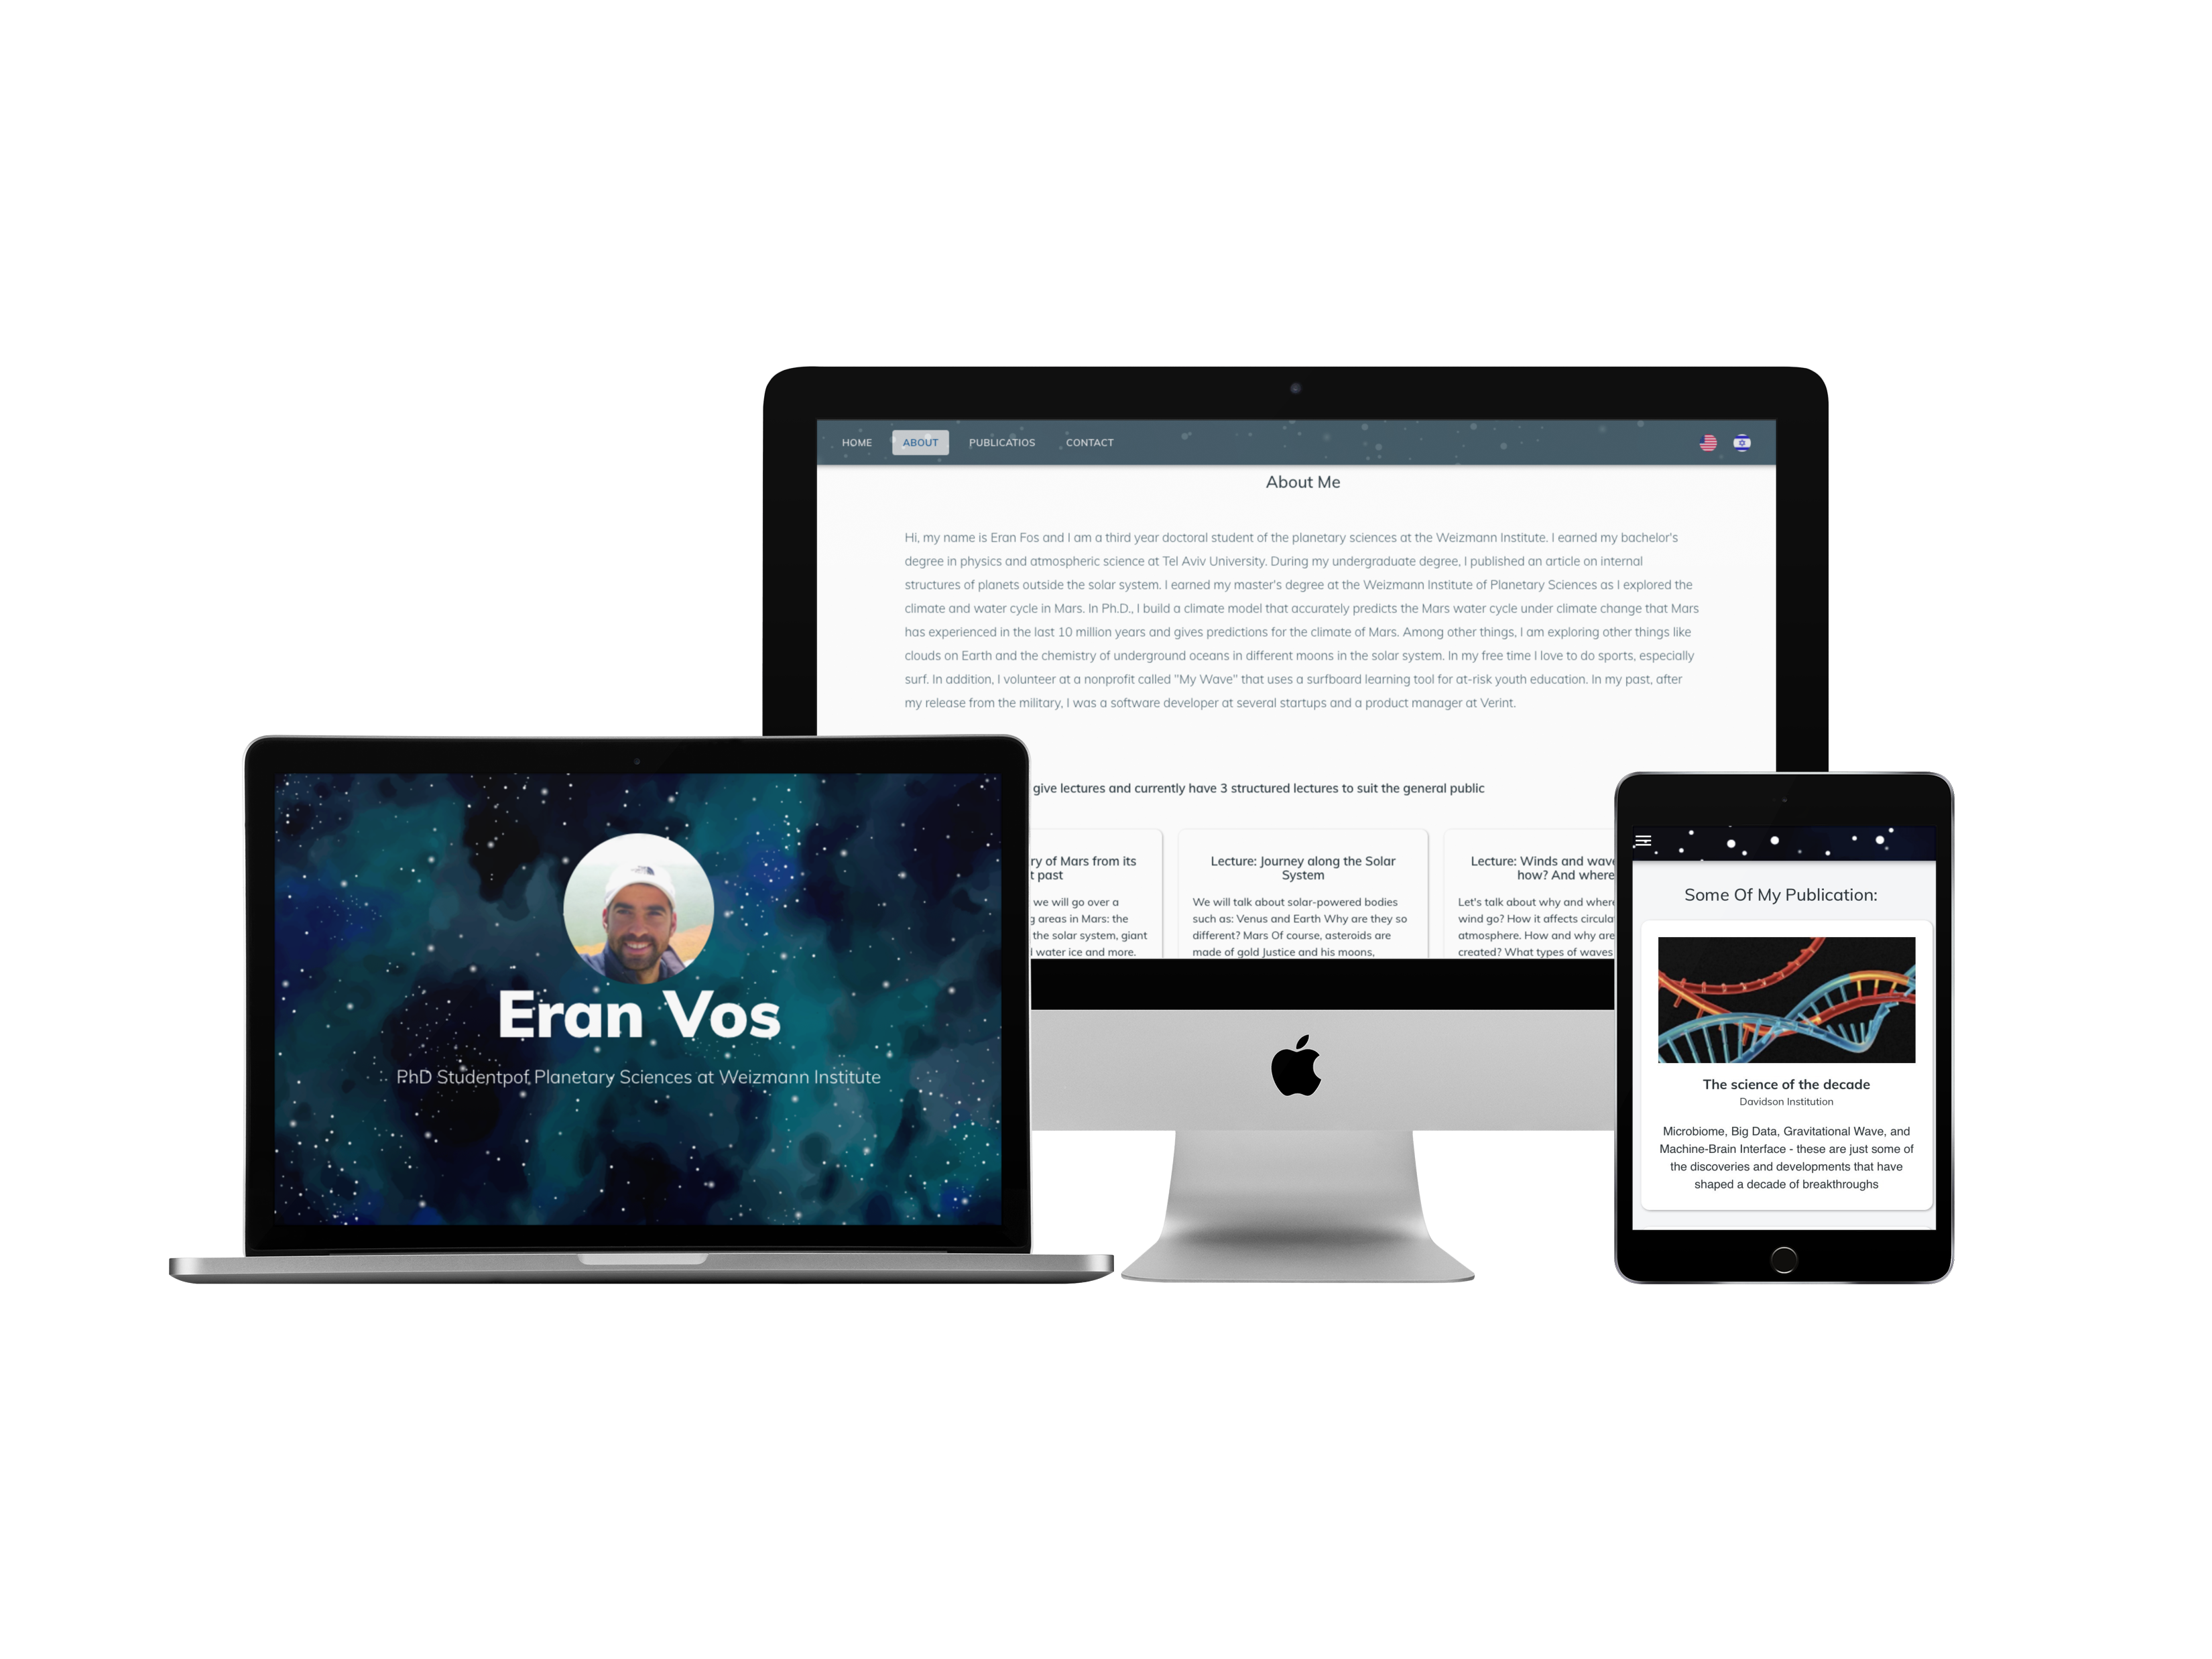 HOME ABOUT PUBLICATIOS CONTACT
About Me
Hi, my name is Eran Fos and I am a third year doctoral student of the planetary sciences at the Weizmann Institute. I earned my bachelor's
degree in physics and atmospheric science at Tel Aviv University. During my undergraduate degree, I published an article on internal
structures of planets outside the solar system. I earned my master's degree at the Weizmann Institute of Planetary Sciences as I explored the
climate and water cycle in Mars. In Ph.D., I build a climate model that accurately predicts the Mars water cycle under climate change that Mars
has experienced in the last 10 million years and gives predictions for the climate of Mars. Among other things, I am exploring other things like
clouds on Earth and the chemistry of underground oceans in different moons in the solar system. In my free time I love to do sports, especially
surf. In addition, I volunteer at a nonprofit called "My Wave" that uses a surfboard learning tool for at-risk youth education. In my past, after
my release from the military, I was a software developer at several startups and a product manager at Verint.
give lectures and currently have 3 structured lectures to suit the general public
ry of Mars from its
t past
we will go over a
g areas in Mars: the
the solar system, giant
l water ice and more.
Lecture: Journey along the Solar
System
We will talk about solar-powered bodies
such as: Venus and Earth Why are they so
different? Mars Of course, asteroids are
made of gold Justice and his moons,
Lecture: Winds and wav
how? And where
Let's talk about why and wher
wind go? How it affects circula
atmosphere. How and why are
created? What types of waves
Eran Vos
PhD Studentpof Planetary Sciences at Weizmann Institute
Some Of My Publication:
The science of the decade
Davidson Institution
Microbiome, Big Data, Gravitational Wave, and
Machine-Brain Interface - these are just some of
the discoveries and developments that have
shaped a decade of breakthroughs